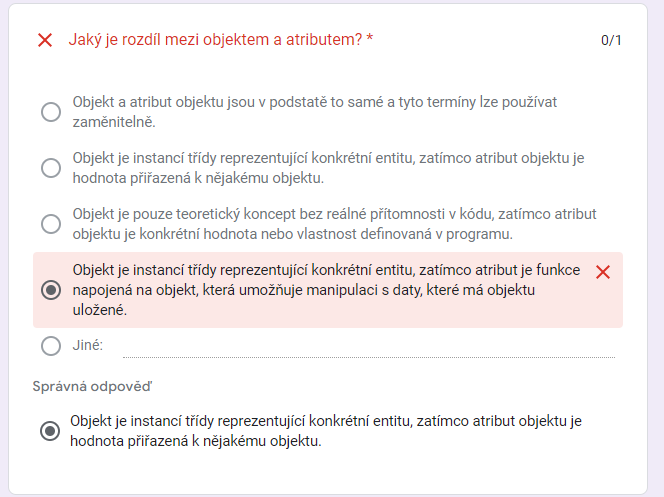 Jaký je rozdíl mezi objektem a atributem? *
0/1
Objekt a atribut objektu jsou v podstatě to samé a tyto termíny lze používat
zaměnitelně.
Objekt je instancí třídy reprezentující konkrétní entitu, zatímco atribut objektu je
hodnota přiřazená k nějakému objektu.
Objekt je pouze teoretický koncept bez reálné přítomnosti v kódu, zatímco atribut
objektu je konkrétní hodnota nebo vlastnost definovaná v programu.
Objekt je instancí třídy reprezentující konkrétní entitu, zatímco atribut je funkce
napojená na objekt, která umožňuje manipulaci s daty, které má objektu
uložené.
Jiné:
Správná odpověď
Objekt je instancí třídy reprezentující konkrétní entitu, zatímco atribut objektu je
hodnota přiřazená k nějakému objektu.